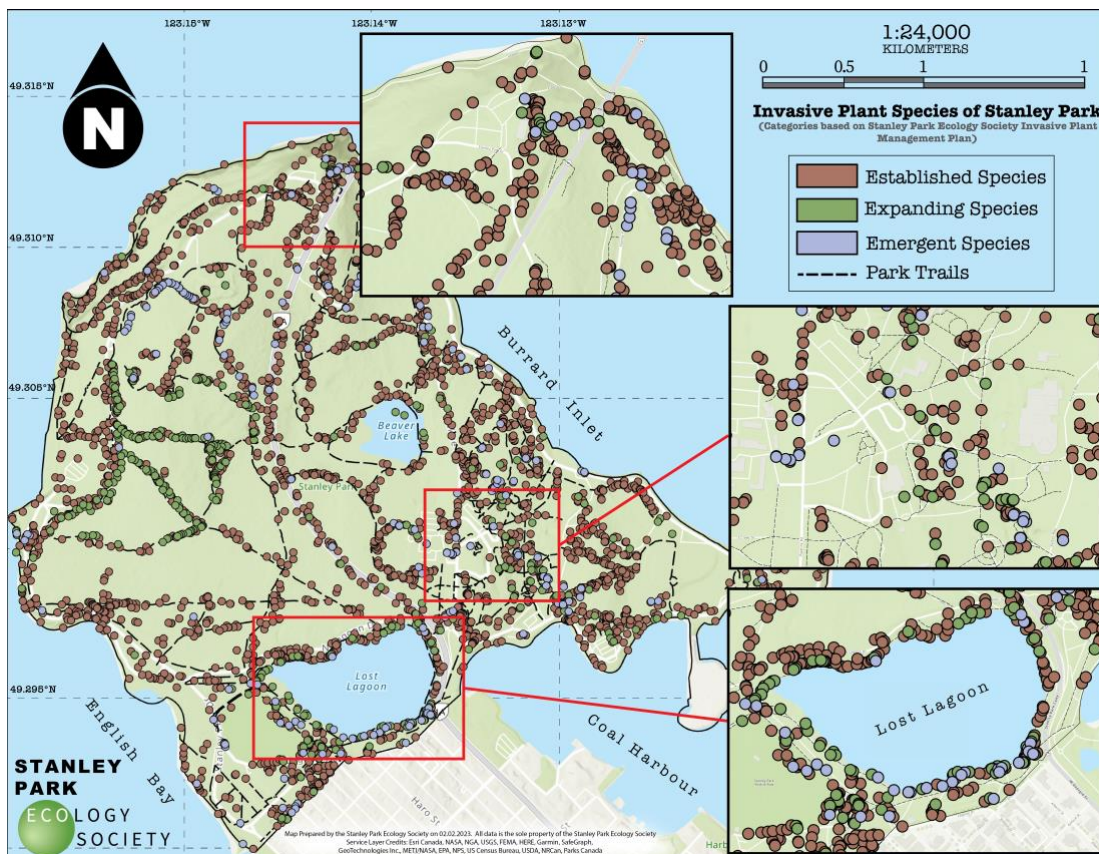 123.15°W
123.14°W
123.13°W
1:24,000
KILOMETERS
0 0.5 1 1
49.315°N
N
Invasive Plant Species of Stanley Park
(Categories based on Stanley Park Ecology Society Invasive Plant
Management Plan)
Established Species
Expanding Species
Emergent Species
Park Trails
49.310°N
Burrard Inlet
49.305°N
Beaver
Lake
Stanley Park
Lost
Lagoon
49.295°N
Lost Lagoon
English Bay
Coal Harbour
Haro St
STANLEY
PARK
ECOLOGY
SOCIETY
Map Prepared by the Stanley Park Ecology Society on 02.02.2023. All data is the sole property of the Stanley Park Ecology Society
Service Layer Credits: Esri Canada, NASA, NGA, USGS, FEMA, HERE, Garmin, SafeGraph,
GeoTechnologies Inc., METI/NASA, EPA, NPS, US Census Bureau, USDA, NRCan, Parks Canada